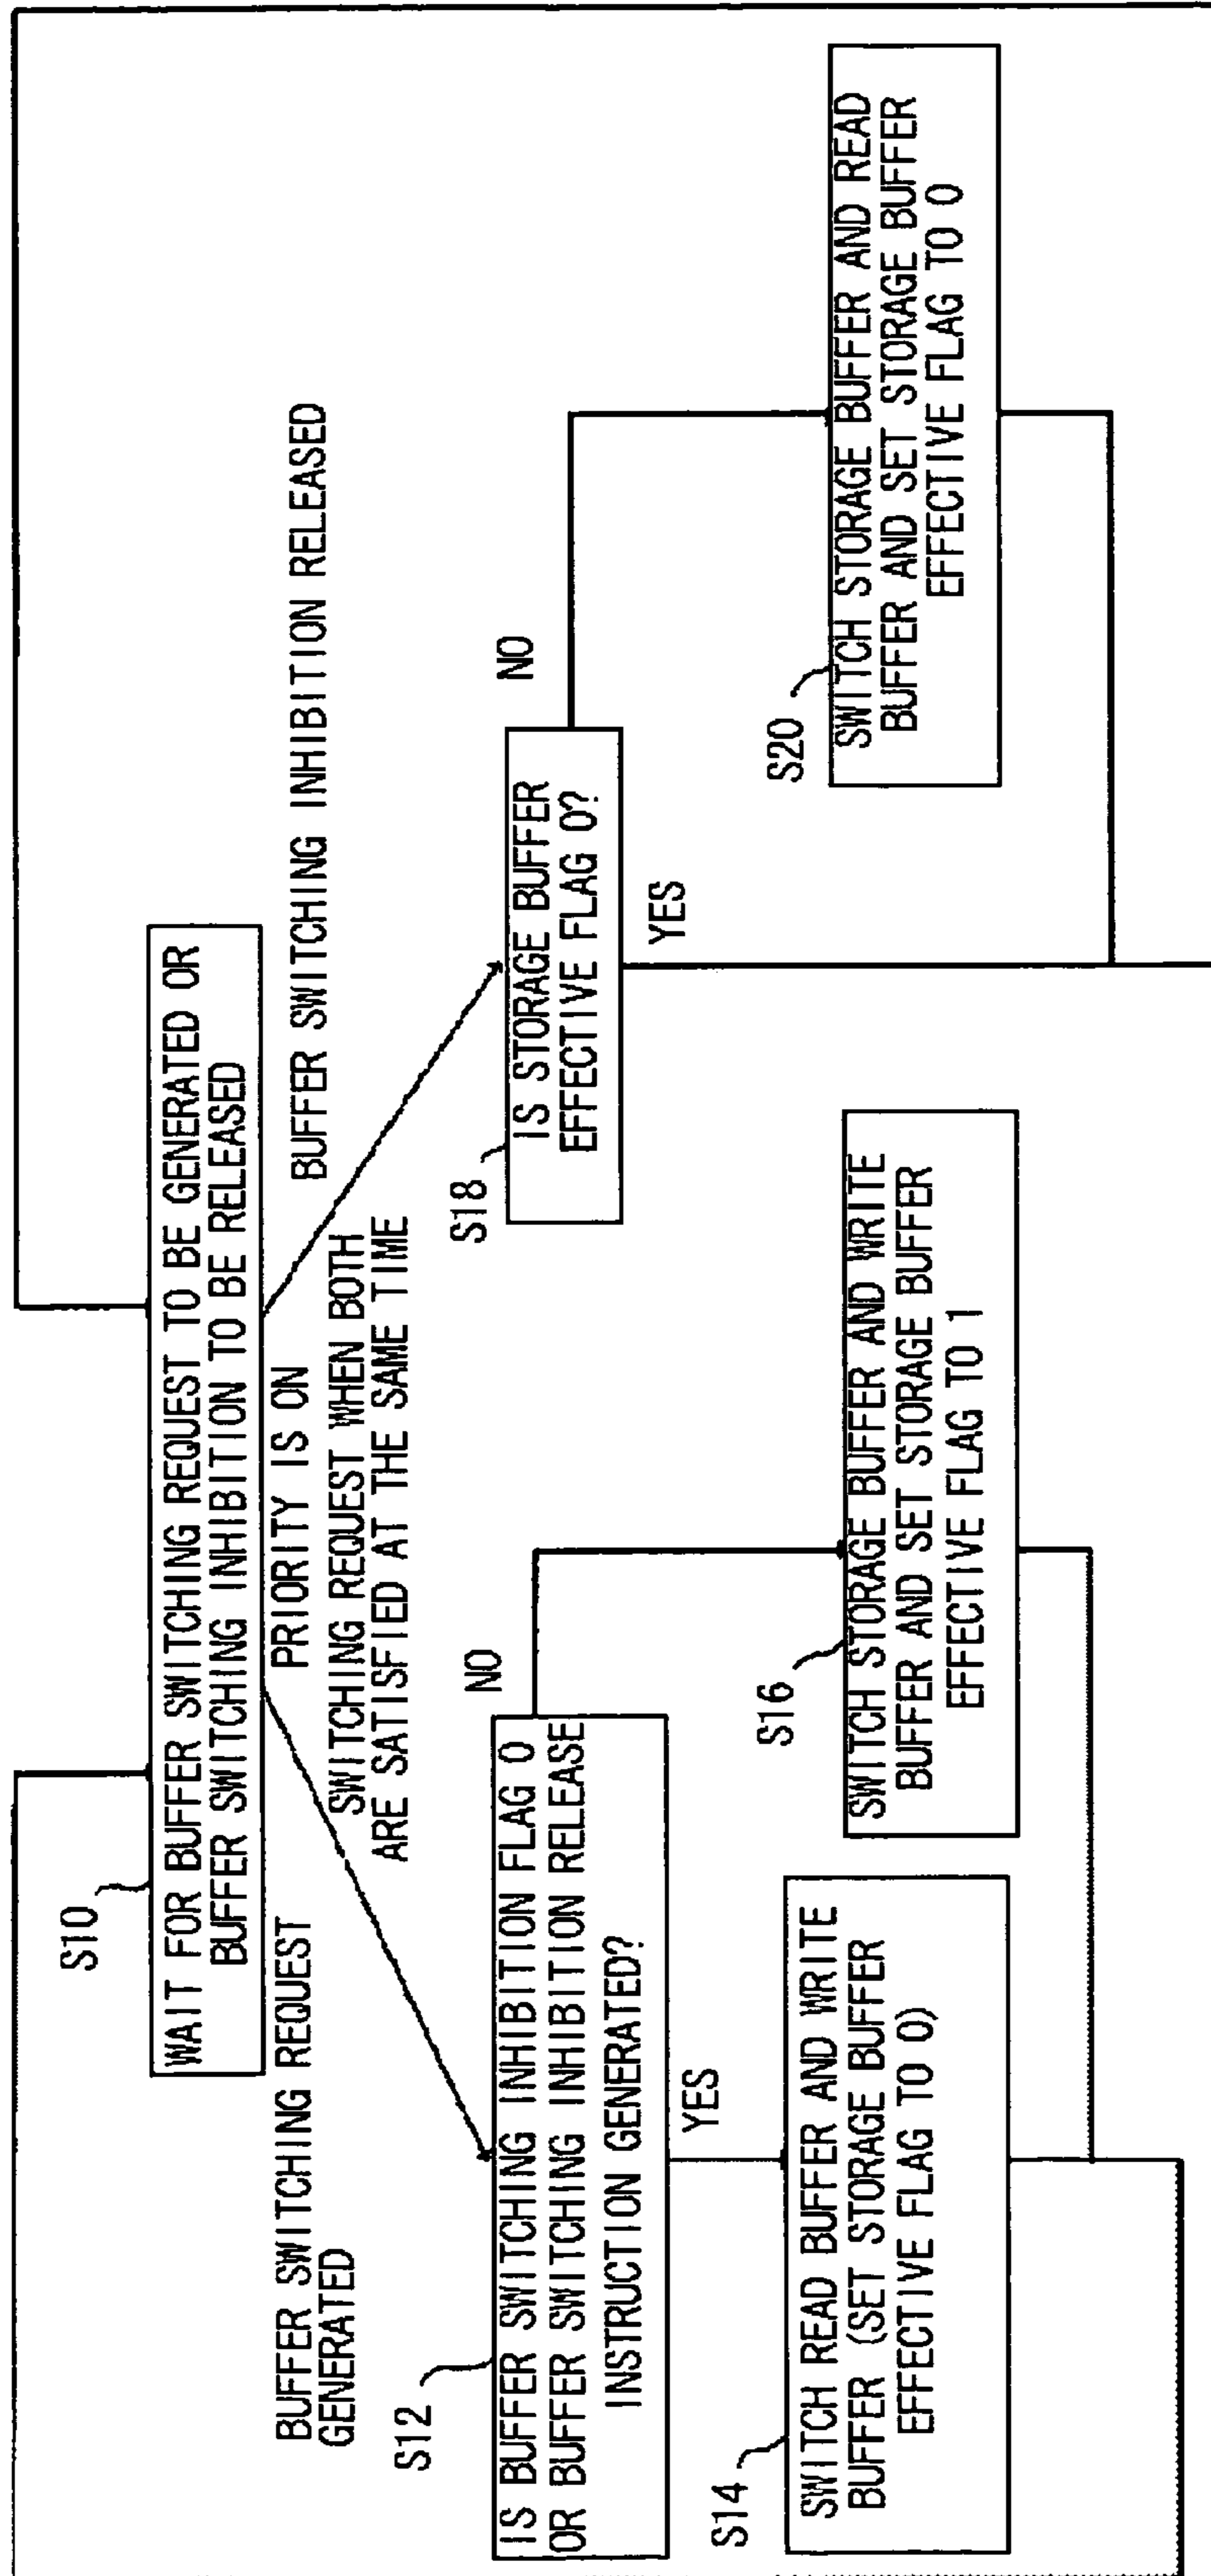 S10
WAIT FOR BUFFER SWITCHING REQUEST TO BE GENERATED OR
BUFFER SWITCHING INHIBITION TO BE RELEASED
BUFFER SWITCHING REQUEST
GENERATED
PRIORITY IS ON
SWITCHING REQUEST WHEN BOTH
ARE SATISFIED AT THE SAME TIME
BUFFER SWITCHING INHIBITION RELEASED
S12
IS BUFFER SWITCHING INHIBITION FLAG 0
OR BUFFER SWITCHING INHIBITION RELEASE
INSTRUCTION GENERATED?
NO
YES
S18
IS STORAGE BUFFER
EFFECTIVE FLAG 0?
NO
YES
S14
SWITCH READ BUFFER AND WRITE
BUFFER (SET STORAGE BUFFER
EFFECTIVE FLAG TO 0)
S16
SWITCH STORAGE BUFFER AND WRITE
BUFFER AND SET STORAGE BUFFER
EFFECTIVE FLAG TO 1
S20
SWITCH STORAGE BUFFER AND READ
BUFFER AND SET STORAGE BUFFER
EFFECTIVE FLAG TO 0